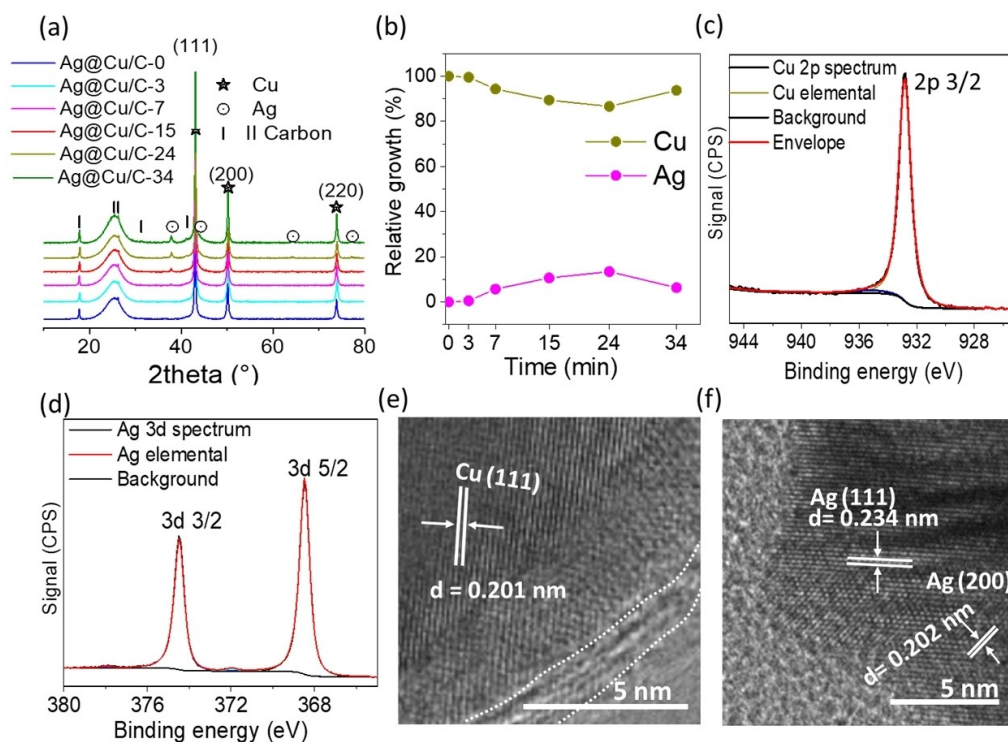 (a)
Ag@Cu/C-0
Ag@Cu/C-3
Ag@Cu/C-7
Ag@Cu/C-15
Ag@Cu/C-24
Ag@Cu/C-34
(111)
Cu
Ag
I II Carbon
(200)
(220)
I
II
I
I
20 40 60 80
2theta (°)
(b)
Relative growth (%)
100
80
60
40
20
0
Cu
Ag
0 3 7 15 24 34
Time (min)
(c)
Signal (CPS)
Cu 2p spectrum
Cu elemental
Background
Envelope
2p 3/2
944 940 936 932 928
Binding energy (eV)
(d)
Signal (CPS)
Ag 3d spectrum
Ag elemental
Background
3d 3/2
3d 5/2
380 376 372 368
Binding energy (eV)
(e)
Cu (111)
d = 0.201 nm
5 nm
(f)
Ag (111)
d= 0.234 nm
Ag (200)
d= 0.202 nm
5 nm